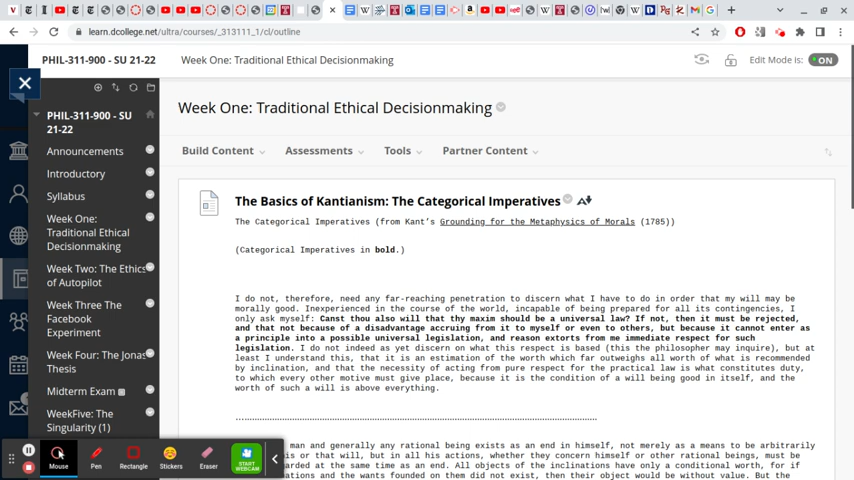 learn.dcollege.net/ultra/courses/_313111_1/cl/outline
PHIL-311-900 - SU 21-22
Week One: Traditional Ethical Decisionmaking
Edit Mode is:
ON
PHIL-311-900 - SU
21-22
Announcements
Introductory
Syllabus
Week One:
Traditional Ethical
Decisionmaking
Week Two: The Ethics
of Autopilot
Week Three The
Facebook
Experiment
Week Four: The Jonas
Thesis
Midterm Exam
WeekFive: The
Singularity (1)
Week One: Traditional Ethical Decisionmaking
Build Content
Assessments
Tools
Partner Content
The Basics of Kantianism: The Categorical Imperatives
The Categorical Imperatives (from Kant's Grounding for the Metaphysics of Morals (1785))
(Categorical Imperatives in bold.)
I do not, therefore, need any far-reaching penetration to discern what I have to do in order that my will may be
morally good. Inexperienced in the course of the world, incapable of being prepared for all its contingencies, I
only ask myself: Canst thou also will that thy maxim should be a universal law? If not, then it must be rejected,
and that not because of a disadvantage accruing from it to myself or even to others, but because it cannot enter as
a principle into a possible universal legislation, and reason extorts from me immediate respect for such
legislation. I do not indeed as yet discern on what this respect is based (this the philosopher may inquire), but at
least I understand this, that it is an estimation of the worth which far outweighs all worth of what is recommended
by inclination, and that the necessity of acting from pure respect for the practical law is what constitutes duty,
to which every other motive must give place, because it is the condition of a will being good in itself, and the
worth of such a will is above everything.
man and generally any rational being exists as an end in himself, not merely as a means to be arbitrarily
is or that will, but in all his actions, whether they concern himself or other rational beings, must be
arded at the same time as an end. All objects of the inclinations have only a conditional worth, for if
ations and the wants founded on them did not exist, then their object would be without value. But the
Mouse
Pen
Rectangle
Stickers
Eraser
START
WEBCAM